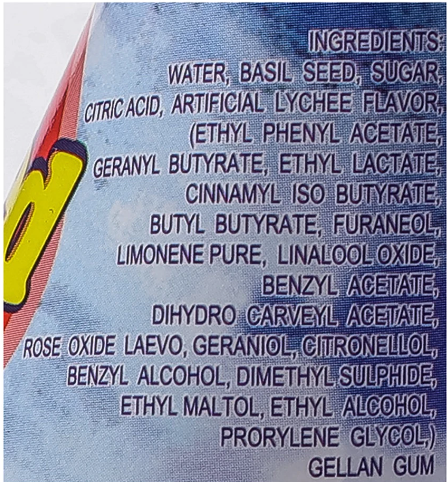 INGREDIENTS:
WATER, BASIL SEED, SUGAR,
CITRIC ACID, ARTIFICIAL LYCHEE FLAVOR,
(ETHYL PHENYL ACETATE,
GERANYL BUTYRATE, ETHYL LACTATE,
CINNAMYL ISO BUTYRATE,
BUTYL BUTYRATE, FURANEOL,
LIMONENE PURE, LINALOOL OXIDE,
BENZYL ACETATE,
DIHYDRO CARVEYL ACETATE,
ROSE OXIDE LAEVO, GERANIOL, CITRONELLOL,
BENZYL ALCOHOL, DIMETHYL SULPHIDE,
ETHYL MALTOL, ETHYL ALCOHOL,
PRORYLENE GLYCOL,)
GELLAN GUM